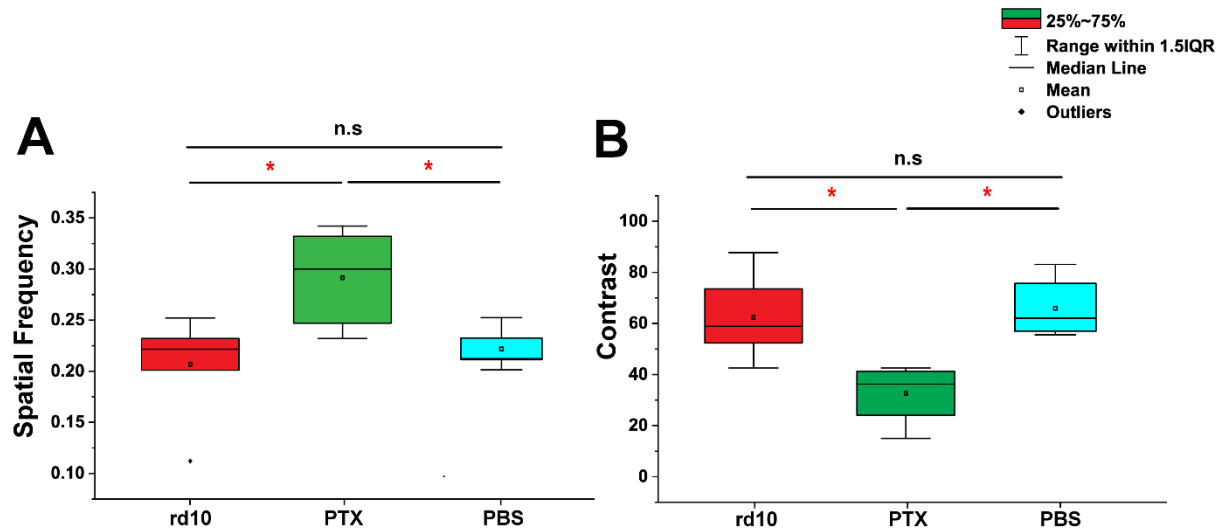 25%~75%
Range within 1.5IQR
Median Line
Mean
Outliers
A
n.s
*
*
Spatial Frequency
0.35
0.30
0.25
0.20
0.15
0.10
rd10
PTX
PBS
B
n.s
*
*
Contrast
100
80
60
40
20
0
rd10
PTX
PBS